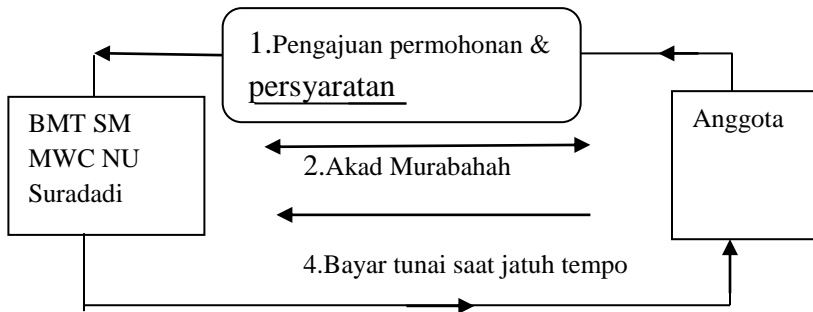 1.Pengajuan permohonan &
persyaratan
BMT SM
MWC NU
Suradadi
Anggota
2.Akad Murabahah
4.Bayar tunai saat jatuh tempo